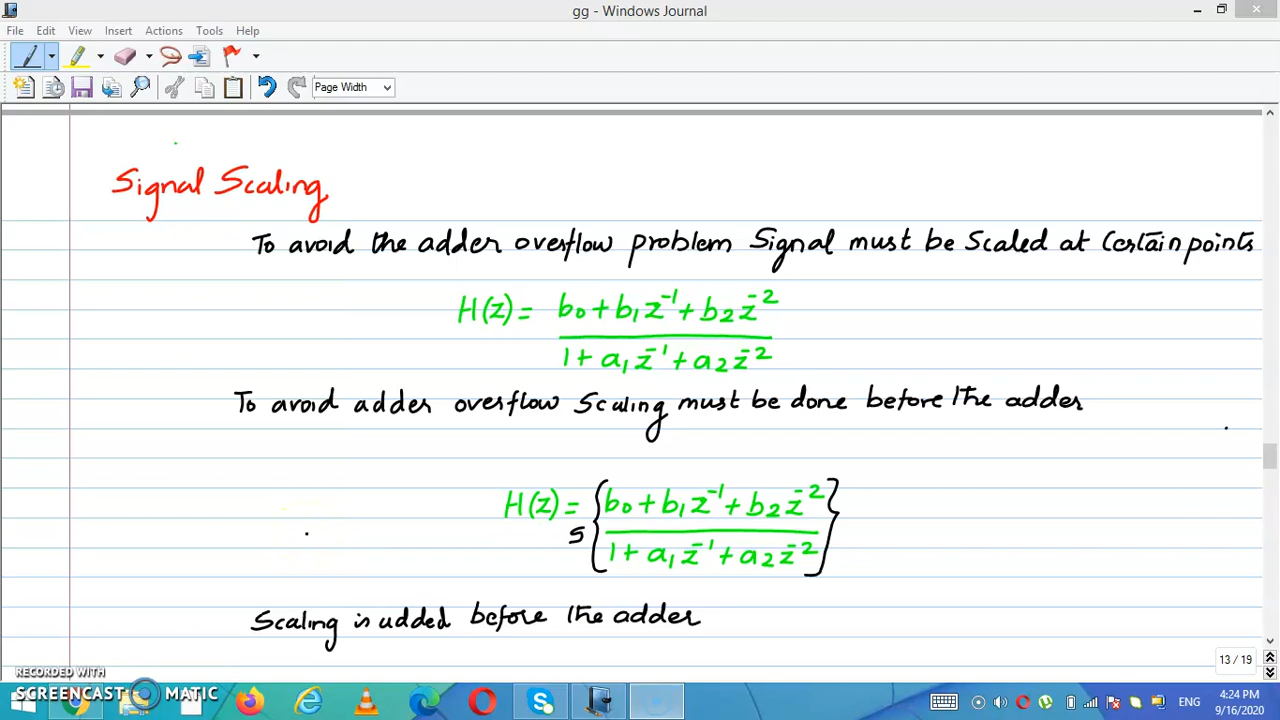 gg - Windows Journal
File Edit View Insert Actions Tools Help
Page Width
Signal Scaling
To avoid the adder overflow problem Signal must be Scaled at Certain points
H(z) = b₀ + b₁z⁻¹ + b₂z⁻²
1 + a₁z⁻¹ + a₂z⁻²
To avoid adder overflow Scaling must be done before the adder
H(z) = { b₀ + b₁z⁻¹ + b₂z⁻² }
S 1 + a₁z⁻¹ + a₂z⁻²
Scaling is added before the adder
13 / 19
RECORDED WITH
SCREENCAST MATIC
ENG
4:24 PM
9/16/2020